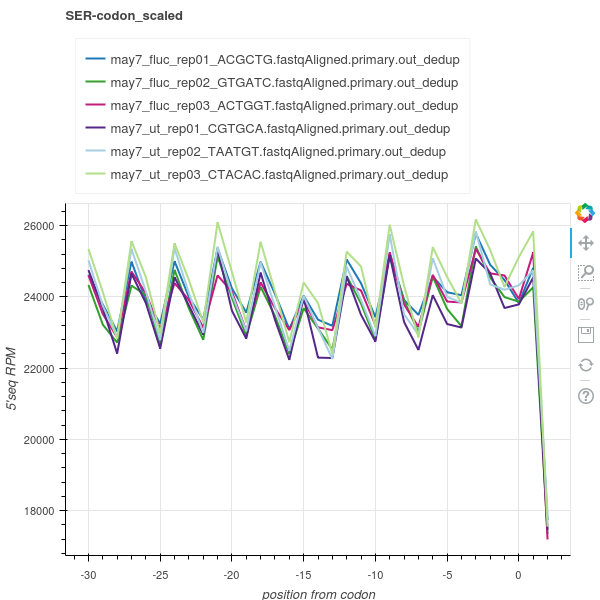 SER-codon_scaled
may7_fluc_rep01_ACGCTG.fastqAligned.primary.out_dedup
may7_fluc_rep02_GTGATC.fastqAligned.primary.out_dedup
may7_fluc_rep03_ACTGGT.fastqAligned.primary.out_dedup
may7_ut_rep01_CGTGCA.fastqAligned.primary.out_dedup
may7_ut_rep02_TAATGT.fastqAligned.primary.out_dedup
may7_ut_rep03_CTACAC.fastqAligned.primary.out_dedup
26000
24000
22000
20000
18000
5'seq RPM
-30 -25 -20 -15 -10 -5 0
position from codon